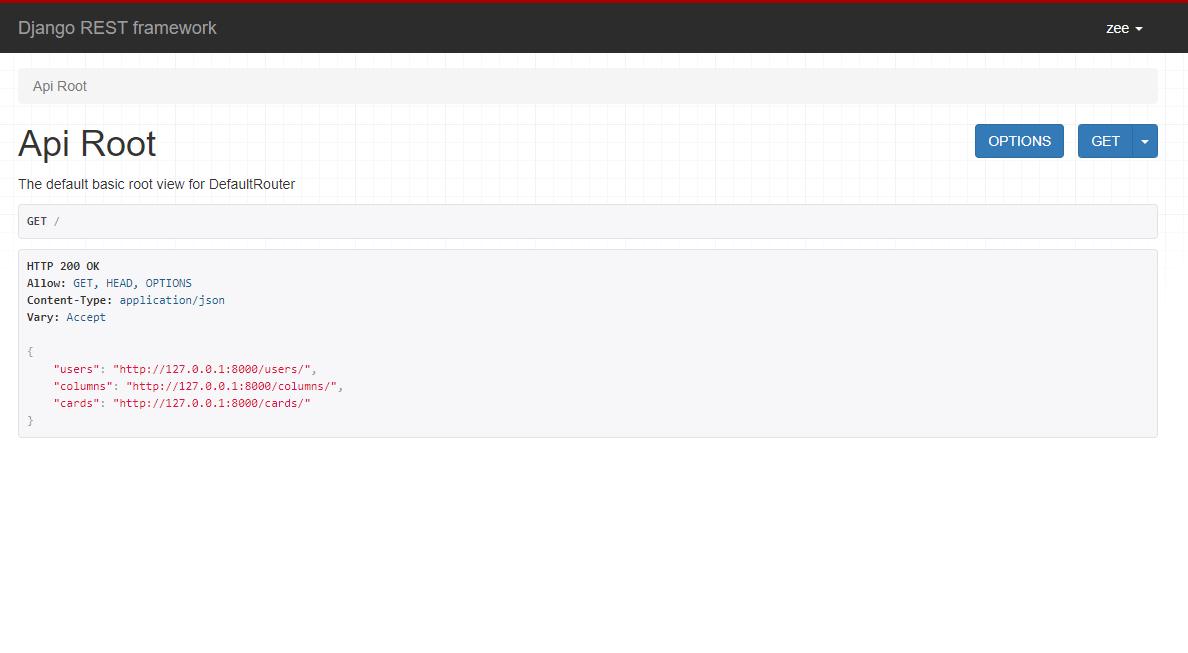 Django REST framework
zee
Api Root
Api Root
OPTIONS
GET
The default basic root view for DefaultRouter
GET /
HTTP 200 OK
Allow: GET, HEAD, OPTIONS
Content-Type: application/json
Vary: Accept
{
    "users": "http://127.0.0.1:8000/users/",
    "columns": "http://127.0.0.1:8000/columns/",
    "cards": "http://127.0.0.1:8000/cards/"
}